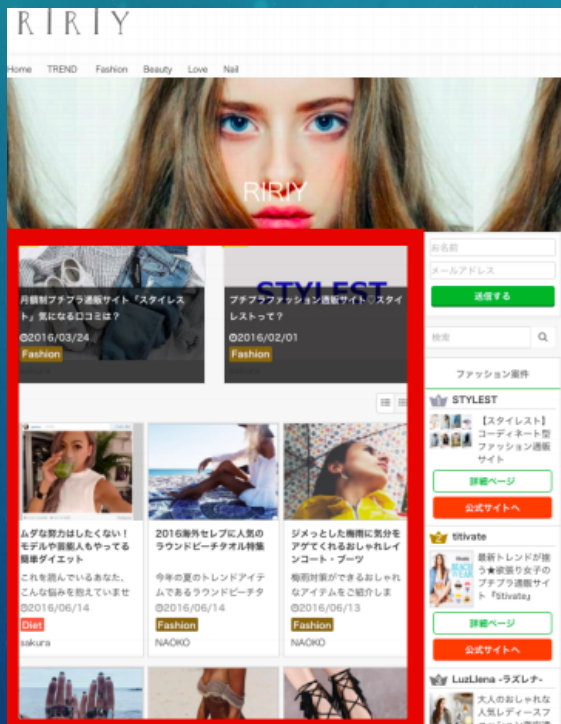 RIRIY
Home TREND Fashion Beauty Love Nail
RIRIY
月額制プチプラ通販サイト「スタイレス
ト」気になる口コミは？
2016/03/24
Fashion
STYLEST
プチプラファッション通販サイト♡スタイ
レストって？
2016/02/01
Fashion
ムダな努力はしたくない！
モデルや芸能人もやってる
簡単ダイエット
これを読んでいるあなた、
こんな悩みを抱えていませ
2016/06/14
Diet
sakura
2016海外セレブに人気の
ラウンドビーチタオル特集
今年の夏のトレンドアイテ
ムであるラウンドビーチタ
2016/06/14
Fashion
NAOKO
ジメっとした梅雨に気分を
アゲてくれるおしゃれレイ
ンコート・ブーツ
梅雨対策ができるおしゃれ
なアイテムをご紹介しま
2016/06/13
Fashion
NAOKO
お名前
メールアドレス
送信する
検索
ファッション案件
1 STYLEST
【スタイレスト】
コーディネート型
ファッション通販
サイト
詳細ページ
公式サイトへ
2 titivate
最新トレンドが揃
う★欲張り女子の
プチプラ通販サイ
ト『titivate』
詳細ページ
公式サイトへ
3 LuzLlena -ラズレナ-
大人のおしゃれな
人気レディースフ